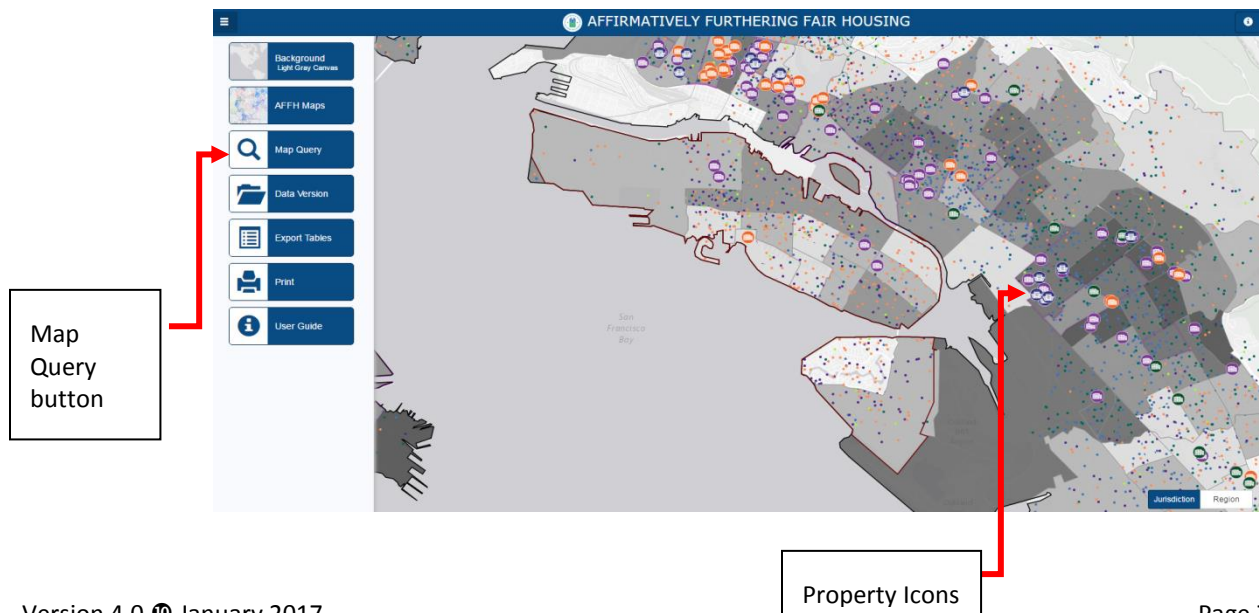 AFFIRMATIVELY FURTHERING FAIR HOUSING
Background
Light Gray Canvas
AFFH Maps
Map Query
Data Version
Export Tables
Print
User Guide
Map
Query
button
San
Francisco
Bay
Jurisdiction Region
Property Icons
Version 4.0 ❿ January 2017
Page